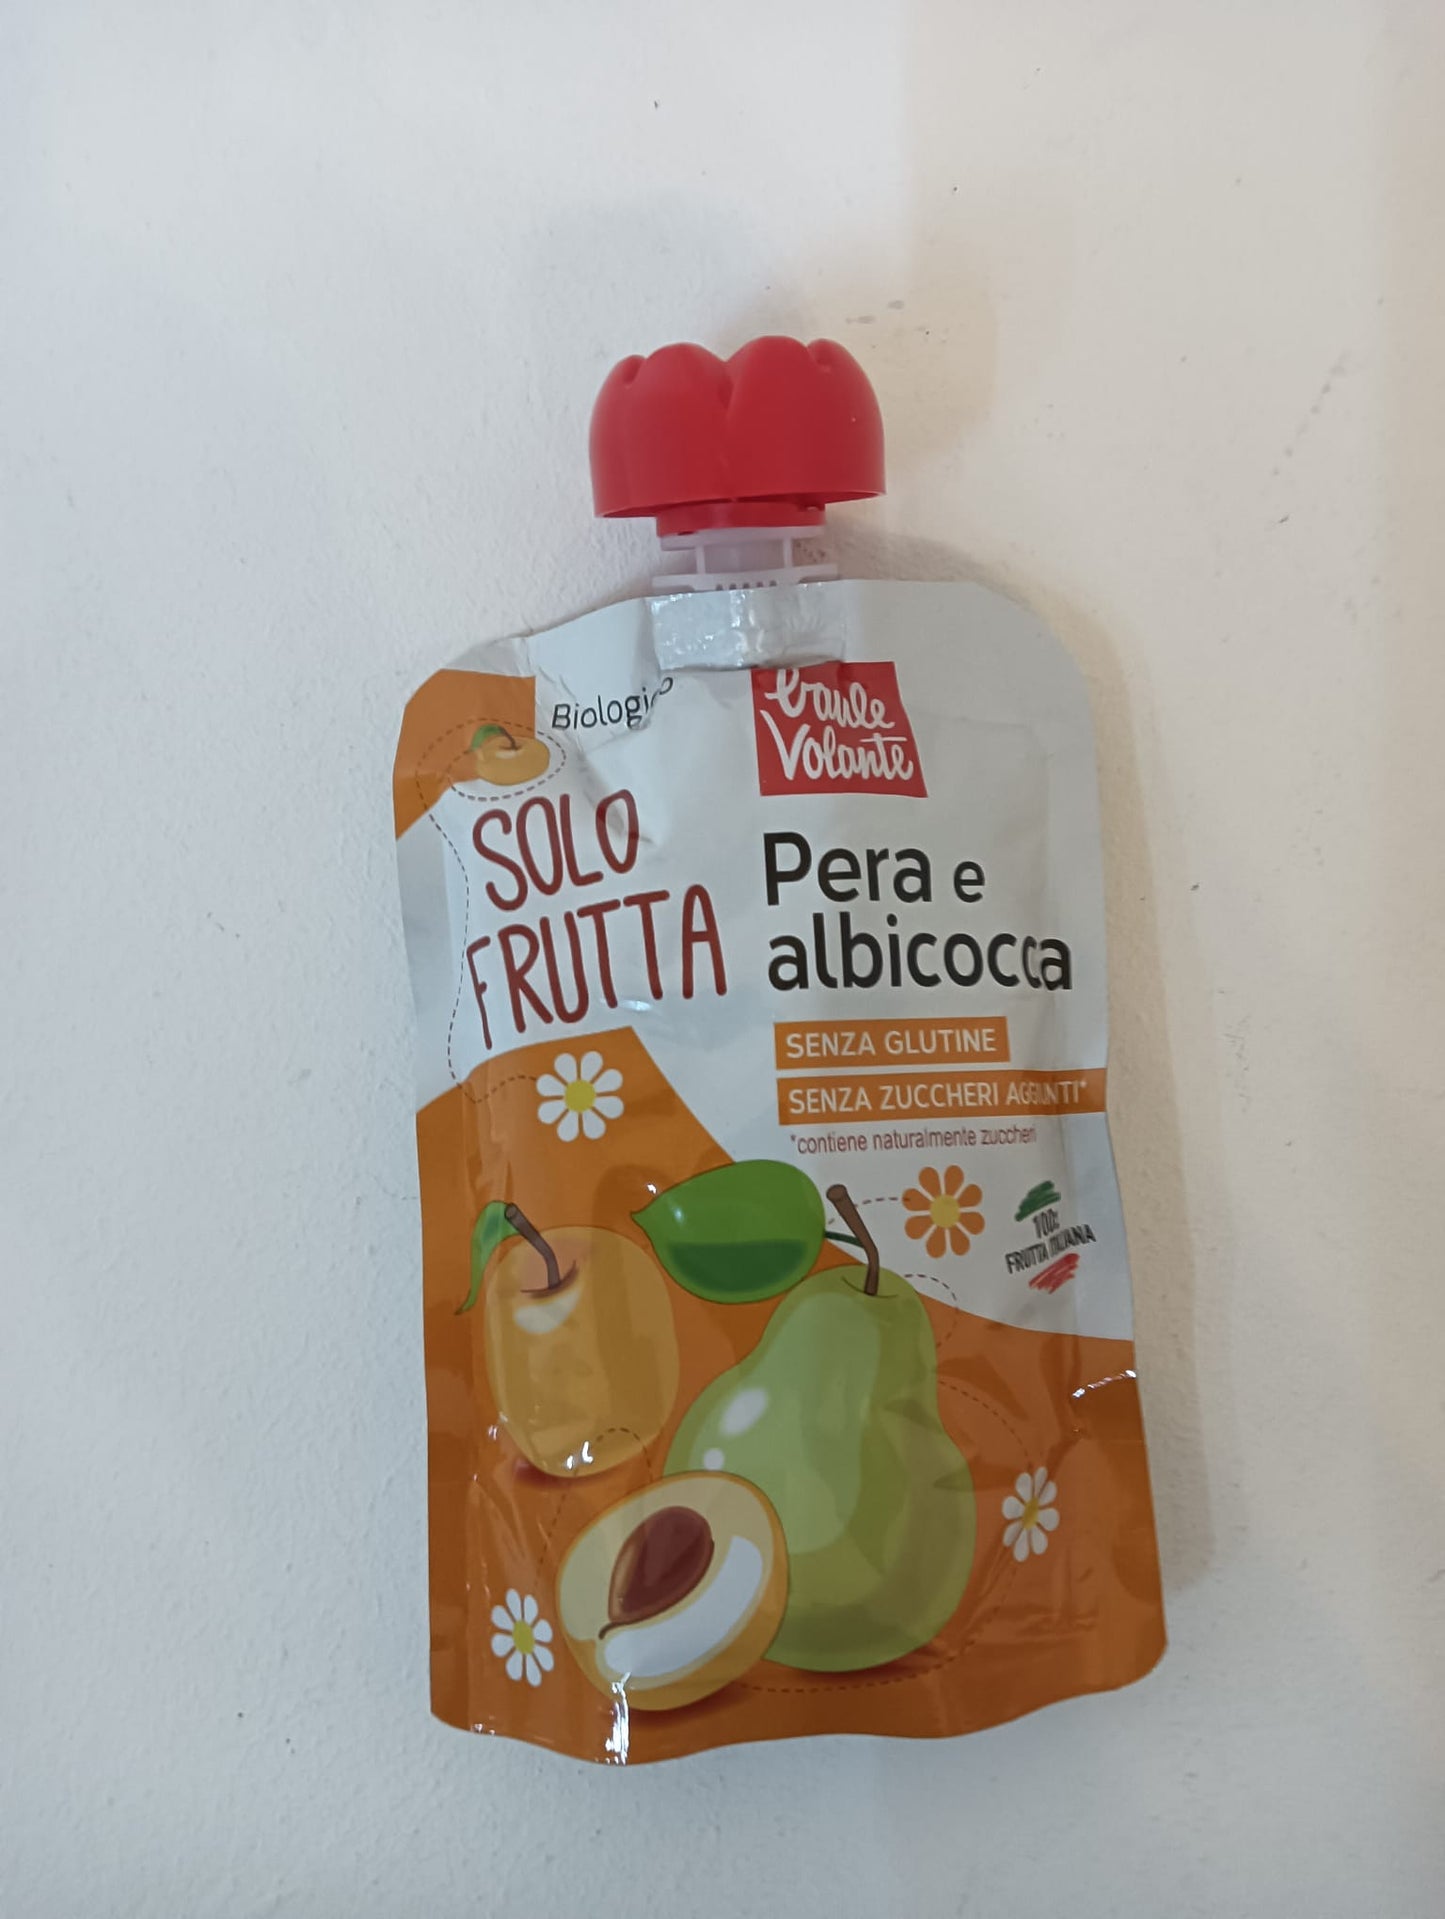 Biologico
baule
Volante
SOLO
FRUTTA
Pera e
albicocca
SENZA GLUTINE
SENZA ZUCCHERI AGGIUNTI*
*contiene naturalmente zuccheri
100%
FRUTTA ITALIANA